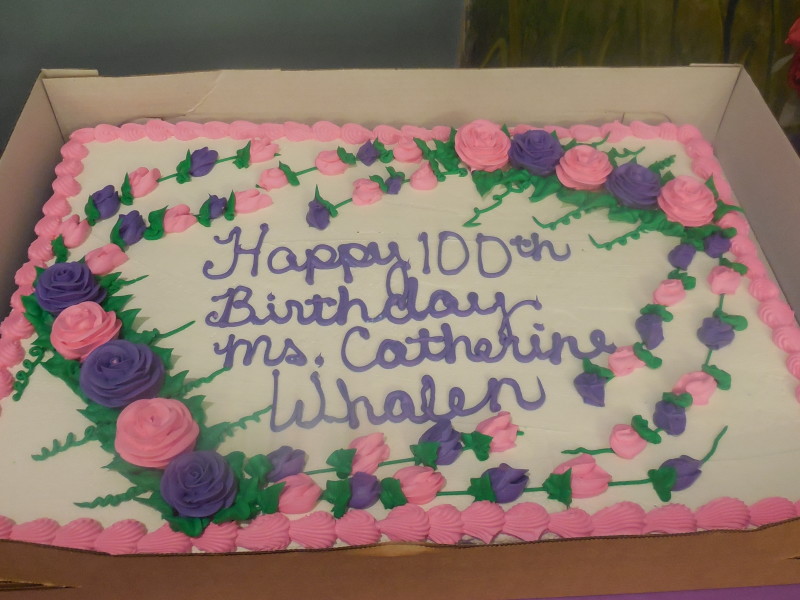 Happy 100th
Birthday
Ms. Catherine
Whalen